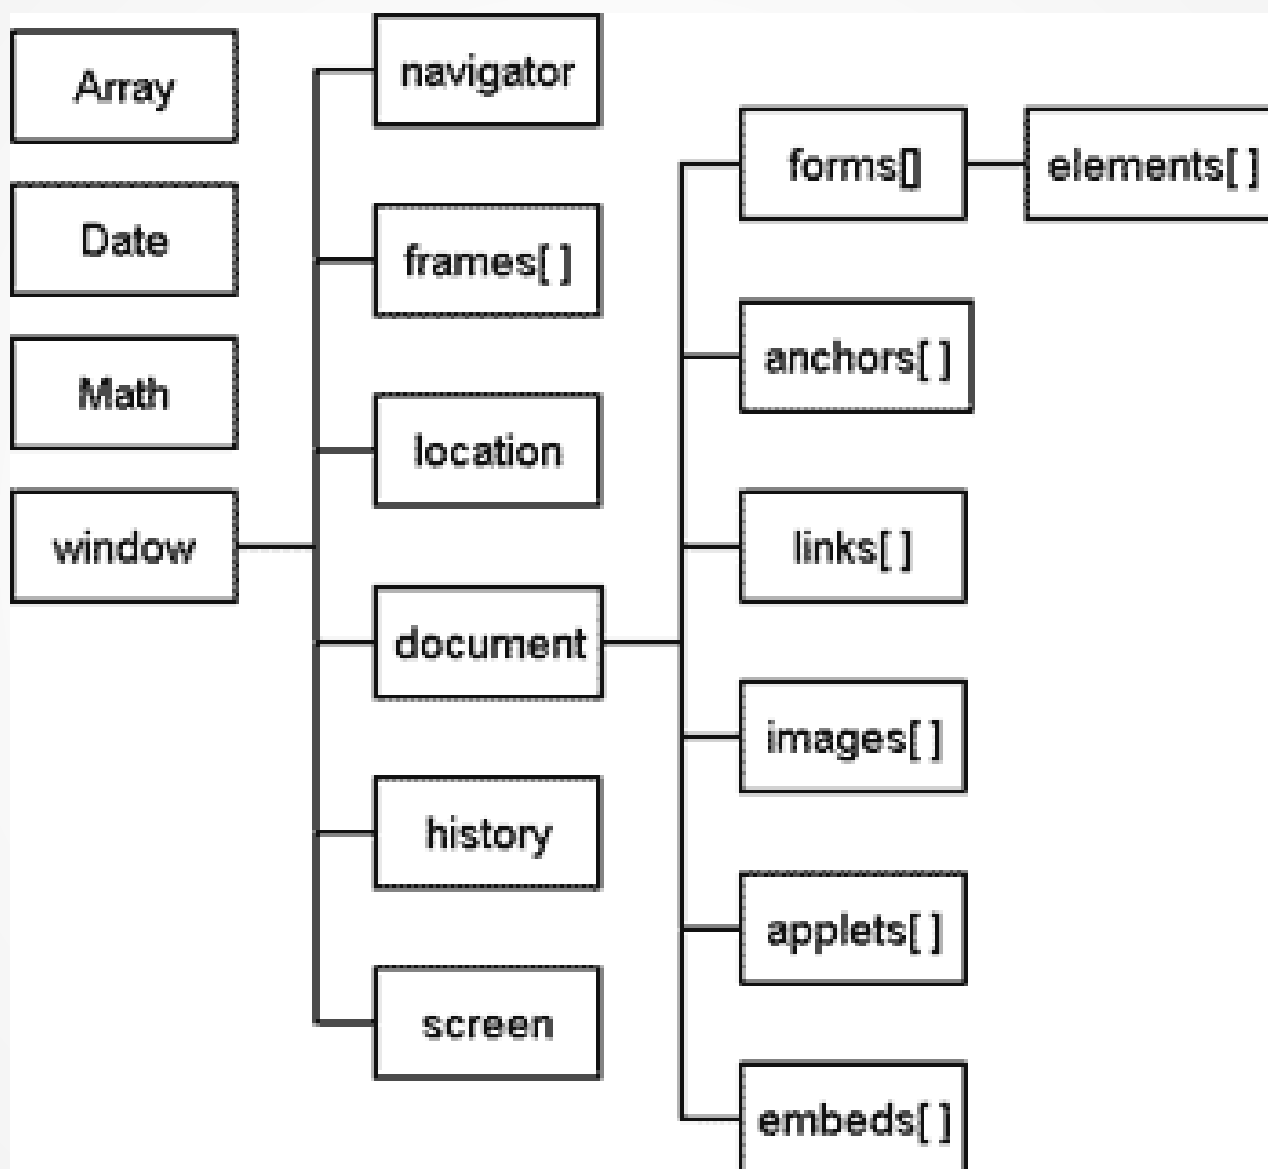 Array
Date
Math
window
navigator
frames[ ]
location
document
history
screen
forms[]
anchors[ ]
links[ ]
images[ ]
applets[ ]
embeds[ ]
elements[ ]